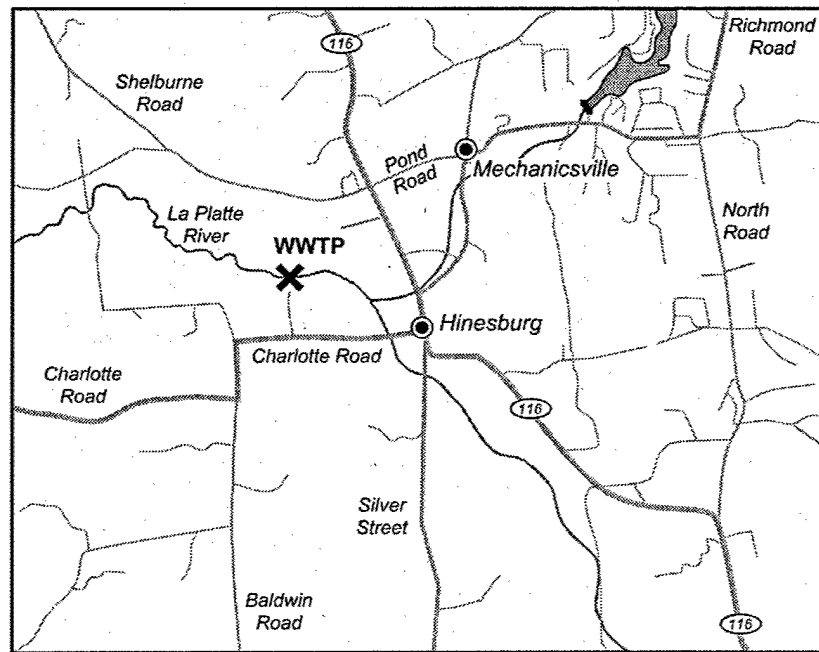 116
Richmond
Road
Shelburne
Road
Pond
Road
Mechanicsville
La Platte
River
WWTP
North
Road
Hinesburg
Charlotte Road
Charlotte
Road
116
Silver
Street
Baldwin
Road
116